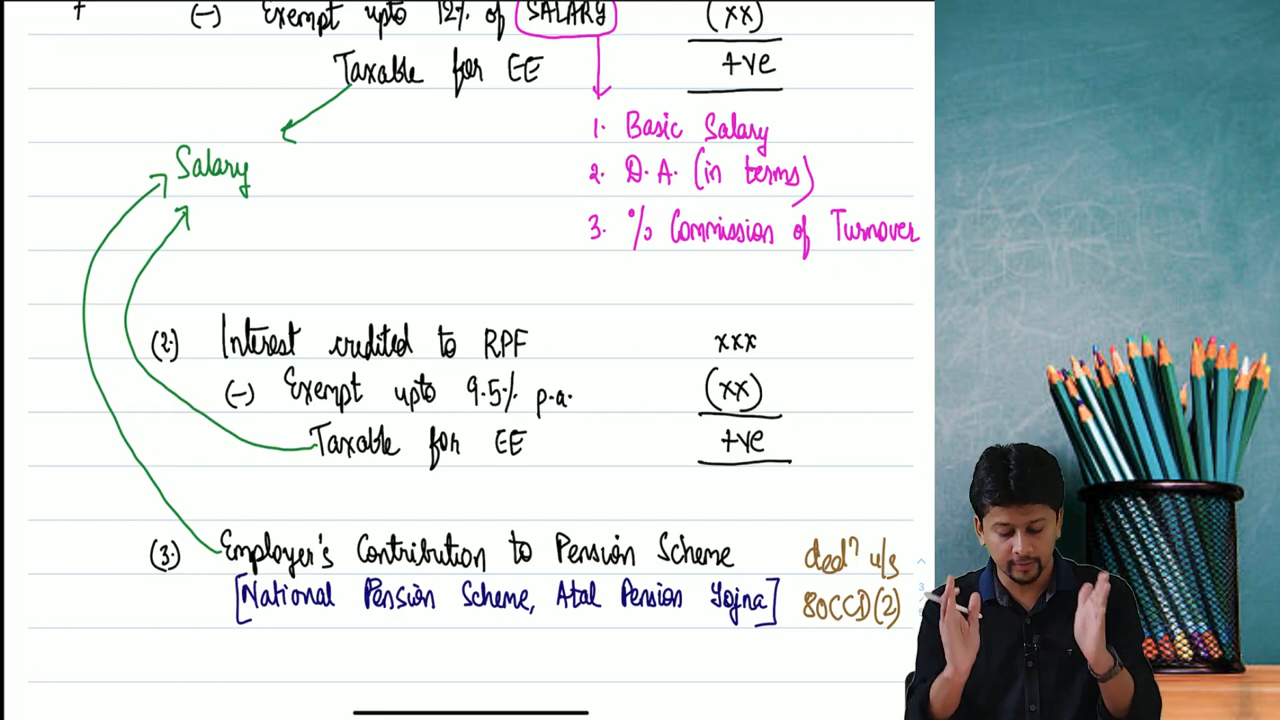 (-) Exempt upto 12% of SALARY (xx)
Taxable for EE +ve
1. Basic Salary
Salary
2. D.A. (in terms)
3. % Commission of Turnover
(2.) Interest credited to RPF xxx
(-) Exempt upto 9.5% p.a. (xx)
Taxable for EE +ve
(3.) Employer's Contribution to Pension Scheme dedn u/s
[National Pension Scheme, Atal Pension Yojna] 80CCD(2)